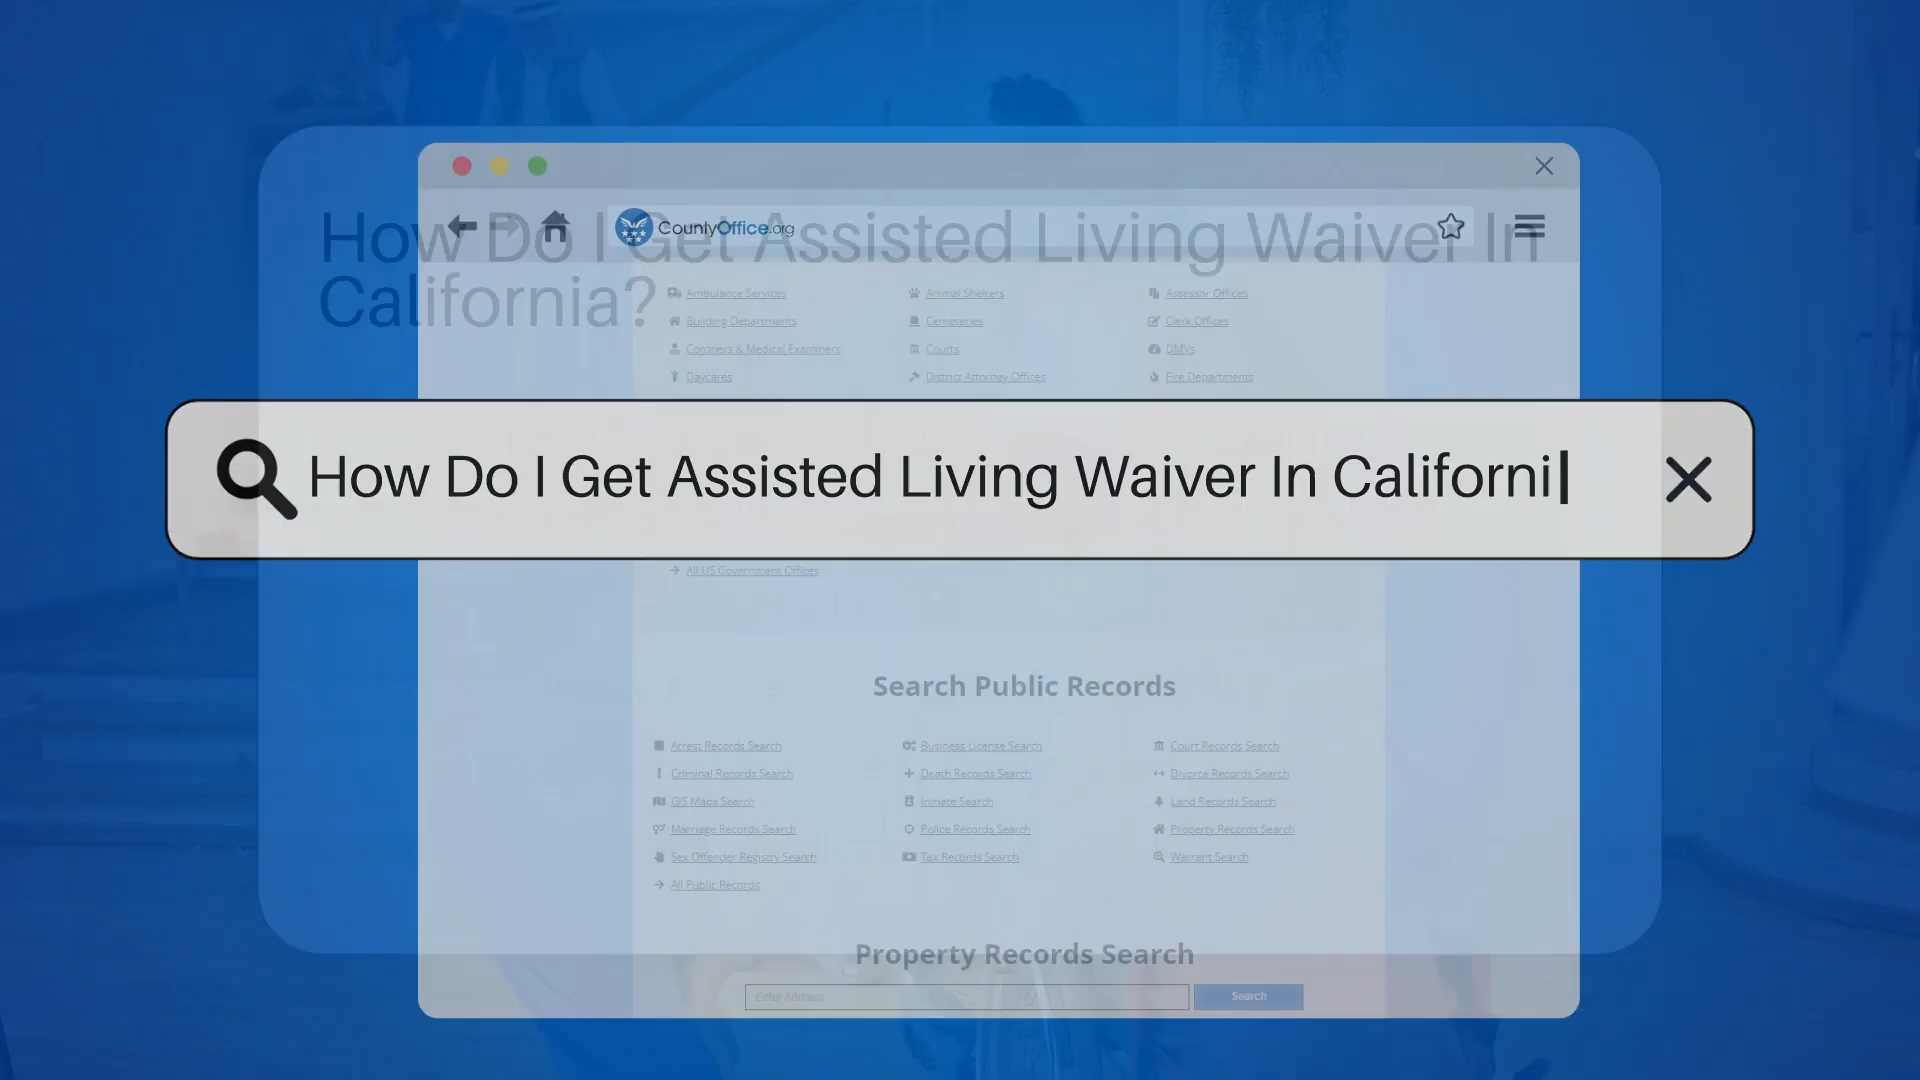 CountyOffice.org
How Do I Get Assisted Living Waiver In
California?
Ambulance Services Animal Shelters Assessor Offices
Building Departments Cemeteries Clerk Offices
Coroners & Medical Examiners Courts DMVs
Daycares District Attorney Offices Fire Departments
How Do I Get Assisted Living Waiver In Californi
All US Government Offices
Search Public Records
Arrest Records Search Business License Search Court Records Search
Criminal Records Search Death Records Search Divorce Records Search
GIS Maps Search Inmate Search Land Records Search
Marriage Records Search Police Records Search Property Records Search
Sex Offender Registry Search Tax Records Search Warrant Search
All Public Records
Property Records Search
Enter Address Search